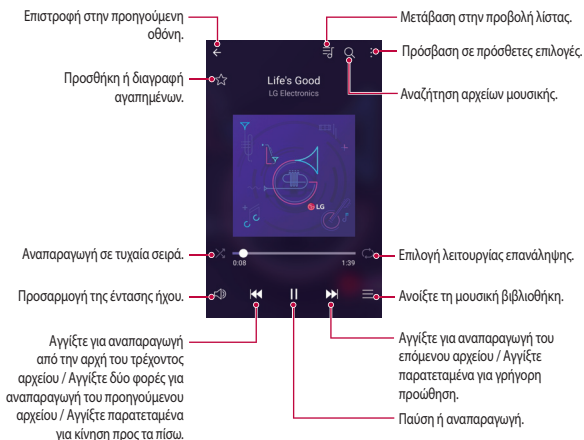 Επιστροφή στην προηγούμενη
οθόνη.
Μετάβαση στην προβολή λίστας.
Πρόσβαση σε πρόσθετες επιλογές.
Προσθήκη ή διαγραφή
αγαπημένων.
Αναζήτηση αρχείων μουσικής.
Life's Good
LG Electronics
LG
Αναπαραγωγή σε τυχαία σειρά.
Επιλογή λειτουργίας επανάληψης.
0:08
1:39
Προσαρμογή της έντασης ήχου.
Ανοίξτε τη μουσική βιβλιοθήκη.
Αγγίξτε για αναπαραγωγή
από την αρχή του τρέχοντος
αρχείου / Αγγίξτε δύο φορές για
αναπαραγωγή του προηγούμενου
αρχείου / Αγγίξτε παρατεταμένα
για κίνηση προς τα πίσω.
Αγγίξτε για αναπαραγωγή του
επόμενου αρχείου / Αγγίξτε
παρατεταμένα για γρήγορη
προώθηση.
Παύση ή αναπαραγωγή.